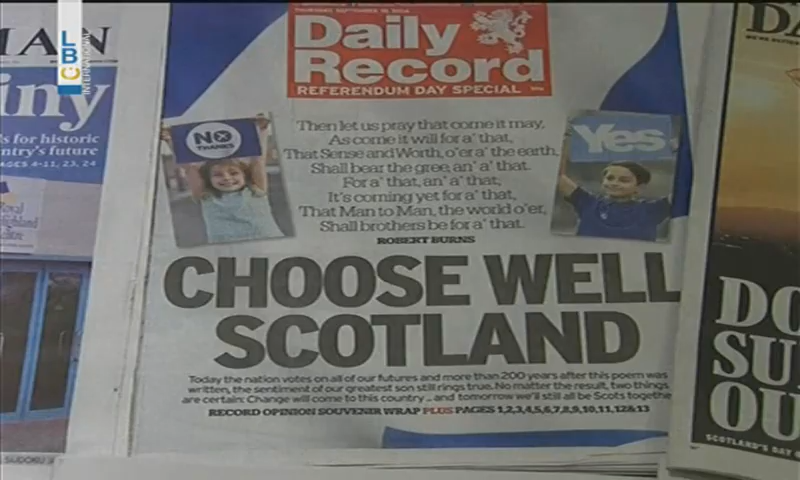 MAN
LBC
INTERNATIONAL
iny
s for historic
ntry's future
AGES 4-11, 23, 24
THURSDAY, SEPTEMBER 18, 2014
Daily
Record
REFERENDUM DAY SPECIAL
NO
THANKS
Yes
Then let us pray that come it may,
As come it will for a' that,
That Sense and Worth, o'er a' the earth,
Shall bear the gree, an' a' that.
For a' that, an' a' that,
It's coming yet for a' that,
That Man to Man, the world o'er,
Shall brothers be for a' that.
ROBERT BURNS
CHOOSE WELL
SCOTLAND
Today the nation votes on all of our futures and more than 200 years after this poem was
written, the sentiment of our greatest son still rings true. No matter the result, two things
are certain: Change will come to this country .. and tomorrow we'll still all be Scots togethe
RECORD OPINION SOUVENIR WRAP PLUS PAGES 1,2,3,4,5,6,7,8,9,10,11,12&13
DA
DO
SU
OU
SCOTLAND'S DAY O